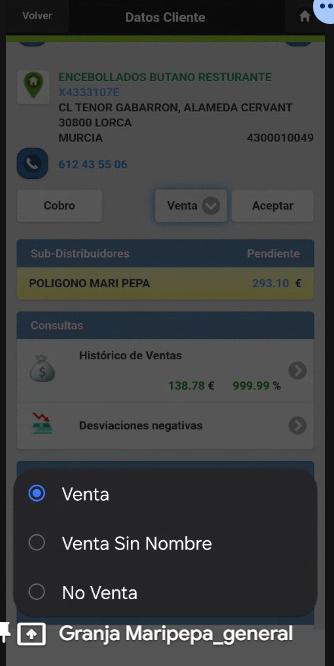 Volver Datos Cliente
ENCEBOLLADOS BUTANO RESTURANTE
X4333107E
CL TENOR GABARRON, ALAMEDA CERVANT
30800 LORCA
MURCIA 4300010049
612 43 55 06
Cobro Venta Aceptar
Sub-Distribuidores Pendiente
POLIGONO MARI PEPA 293.10 €
Consultas
Histórico de Ventas
138.78 € 999.99 %
Desviaciones negativas
Venta
Venta Sin Nombre
No Venta
Granja Maripepa_general